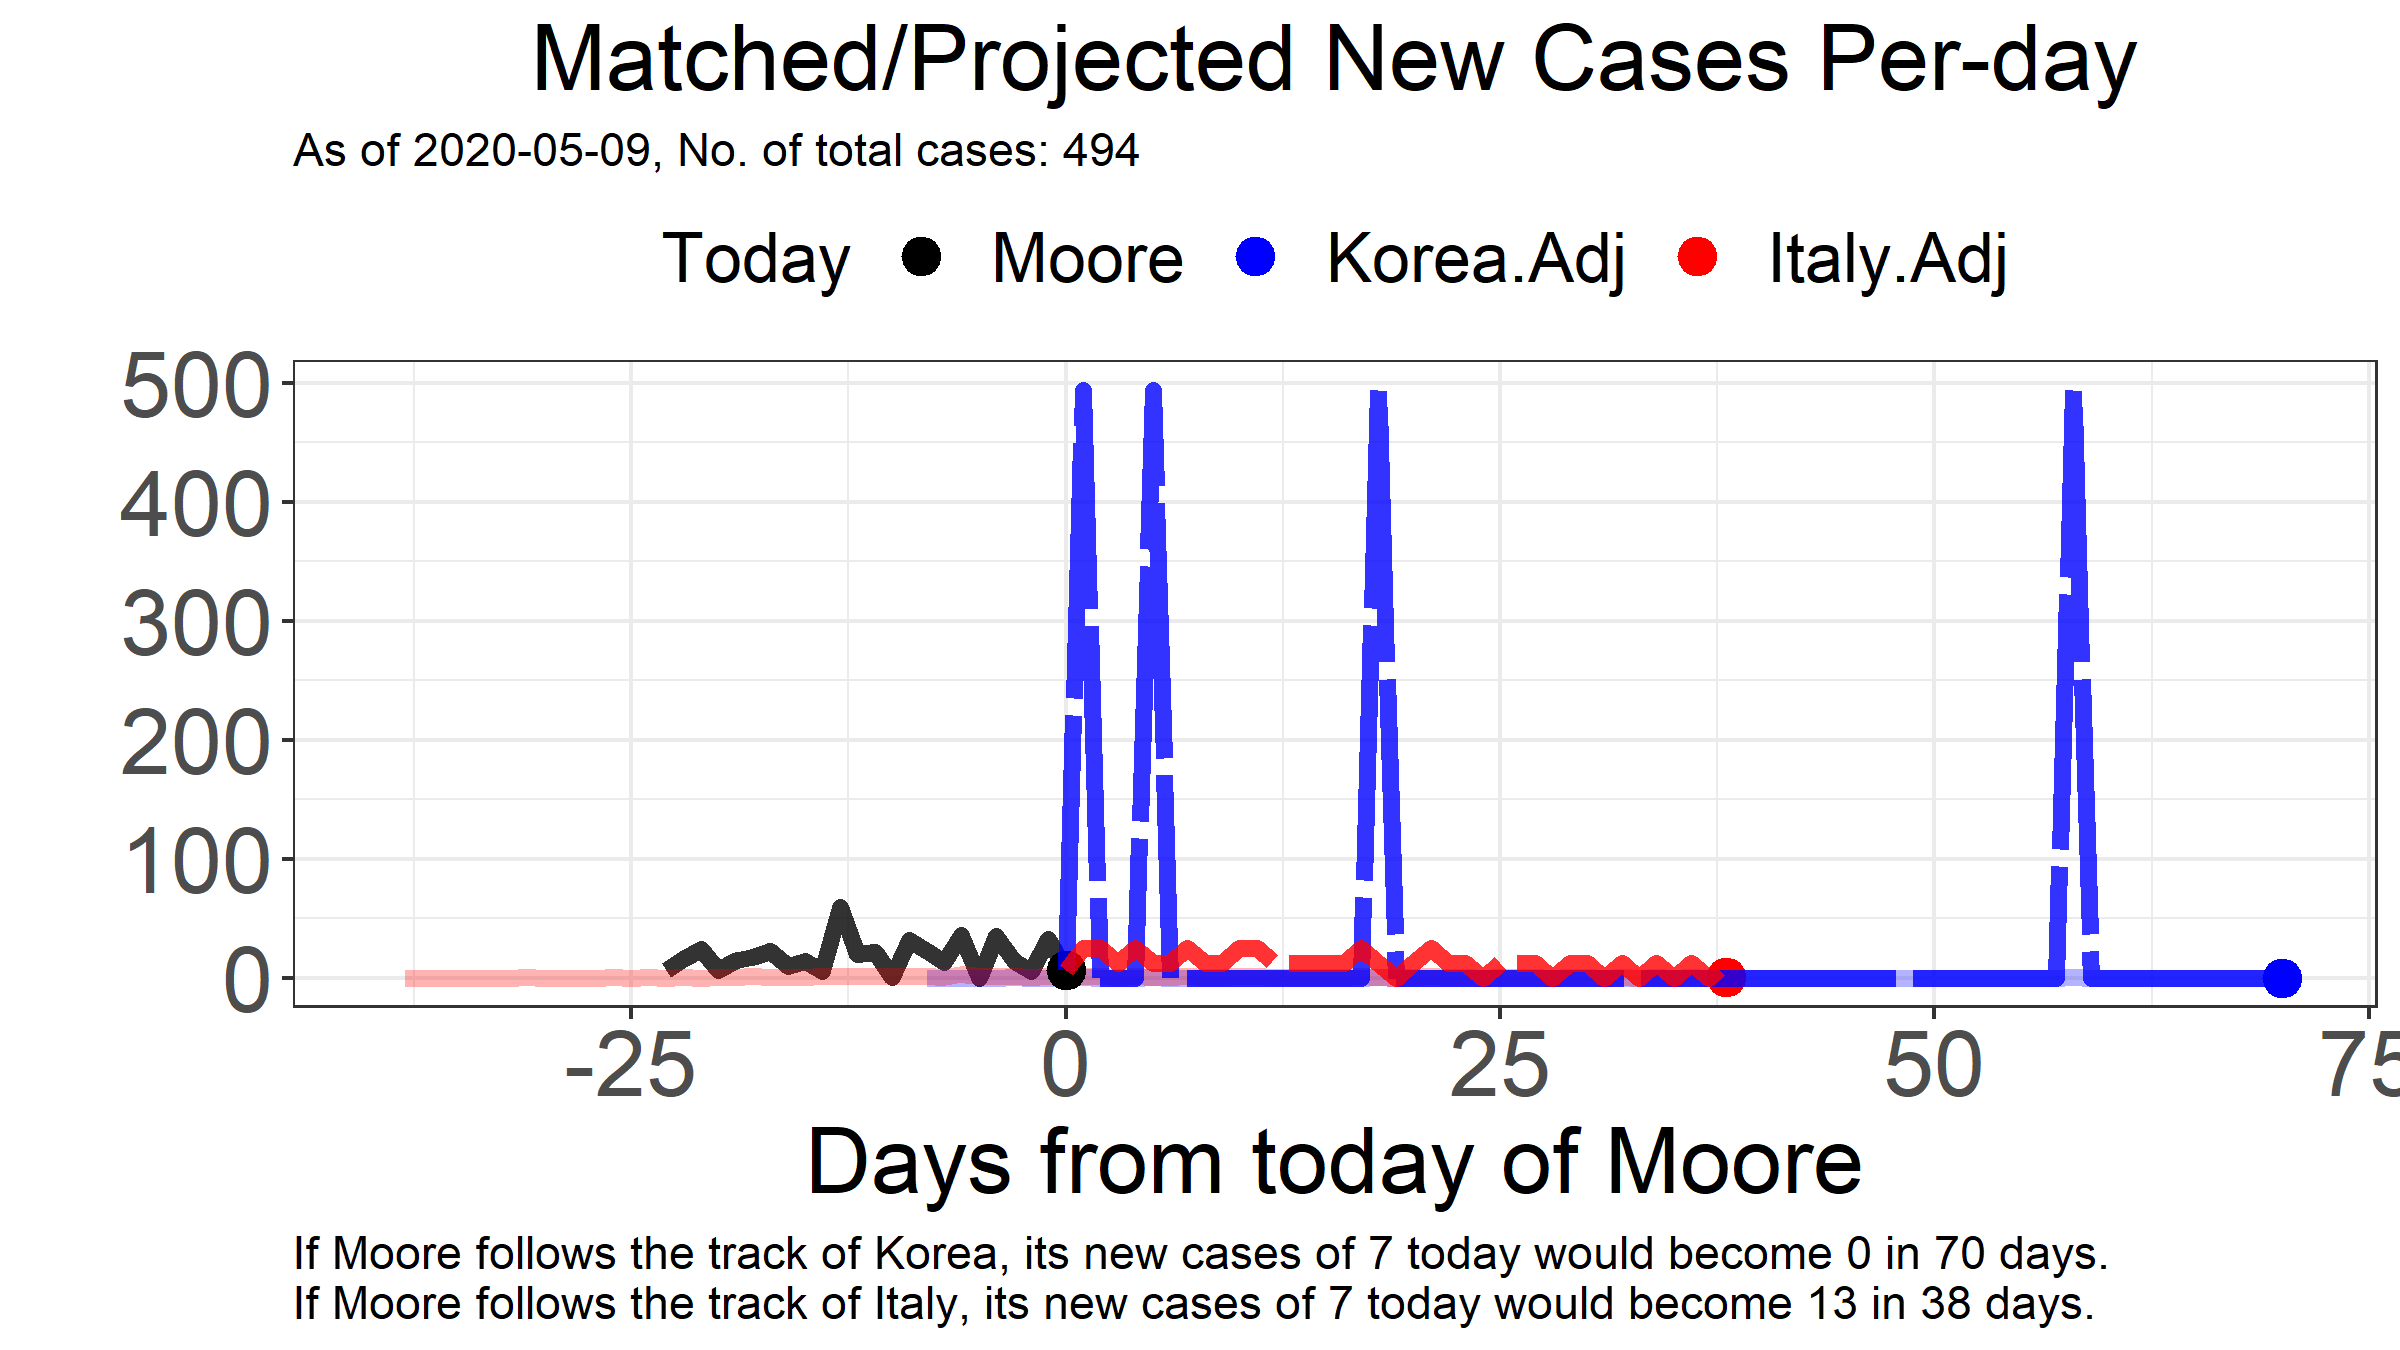 Matched/Projected New Cases Per-day
As of 2020-05-09, No. of total cases: 494
Today Moore Korea.Adj Italy.Adj
500
400
300
200
100
0
-25 0 25 50 75
Days from today of Moore
If Moore follows the track of Korea, its new cases of 7 today would become 0 in 70 days.
If Moore follows the track of Italy, its new cases of 7 today would become 13 in 38 days.